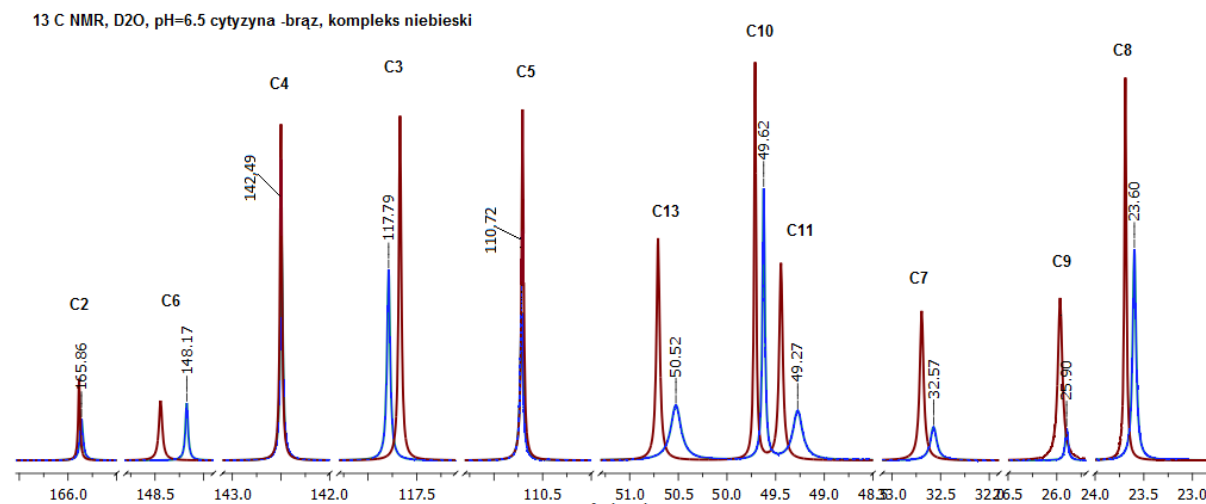 13 C NMR, D2O, pH=6.5 cytyzyna -brąz, kompleks niebieski
C10
C8
C4
C3
C5
142.49
117.79
110.72
49.62
23.60
C13
C11
C7
C9
C2
C6
165.86
148.17
50.52
49.27
32.57
25.90
166.0 148.5 143.0 142.0 117.5 110.5 51.0 50.5 50.0 49.5 49.0 32.5 26.0 24.0 23.5 23.0